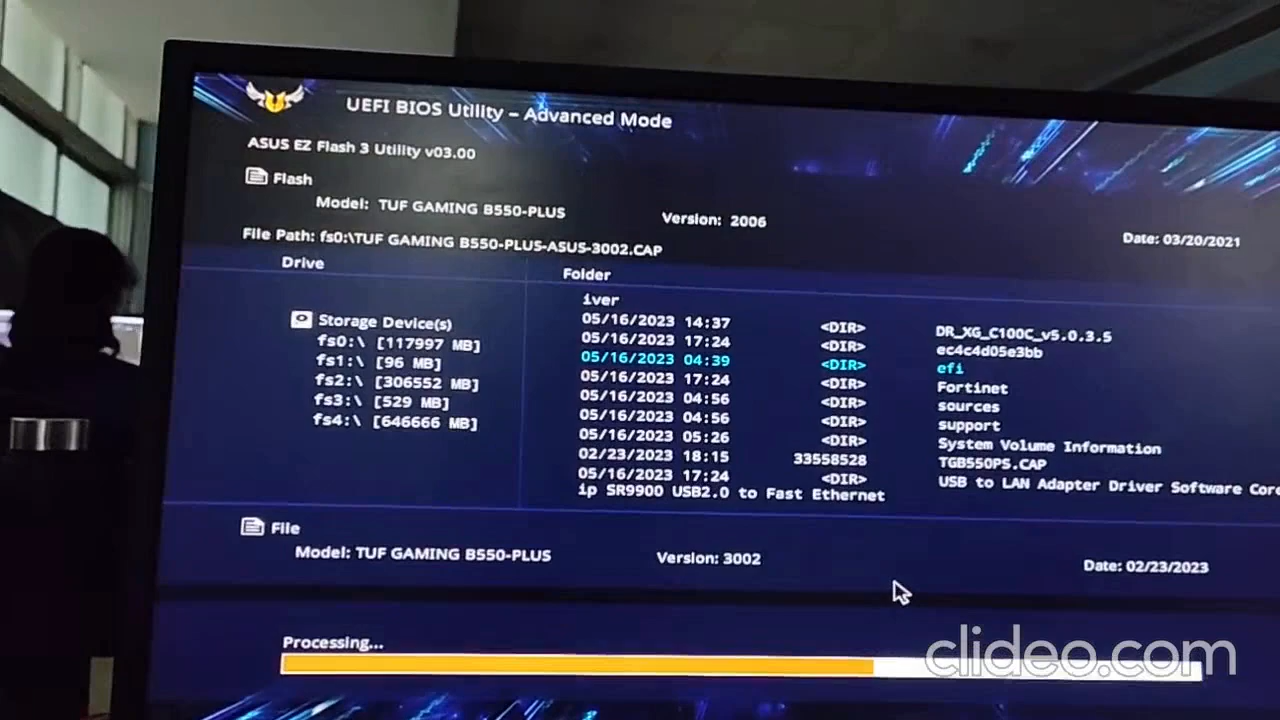 UEFI BIOS Utility – Advanced Mode
ASUS EZ Flash 3 Utility v03.00
Flash
Model: TUF GAMING B550-PLUS Version: 2006 Date: 03/20/2021
File Path: fs0:\TUF GAMING B550-PLUS-ASUS-3002.CAP
Drive Folder
Storage Device(s)
fs0:\ [117997 MB]
fs1:\ [96 MB]
fs2:\ [306552 MB]
fs3:\ [529 MB]
fs4:\ [646666 MB]
iver
05/16/2023 14:37 <DIR> DR_XG_C100C_v5.0.3.5
05/16/2023 17:24 <DIR> ec4c4d05e3bb
05/16/2023 04:39 <DIR> efi
05/16/2023 17:24 <DIR> Fortinet
05/16/2023 04:56 <DIR> sources
05/16/2023 04:56 <DIR> support
05/16/2023 05:26 <DIR> System Volume Information
02/23/2023 18:15 33558528 TGB550PS.CAP
05/16/2023 17:24 <DIR> USB to LAN Adapter Driver Software Core
ip SR9900 USB2.0 to Fast Ethernet
File
Model: TUF GAMING B550-PLUS Version: 3002 Date: 02/23/2023
Processing...
clideo.com